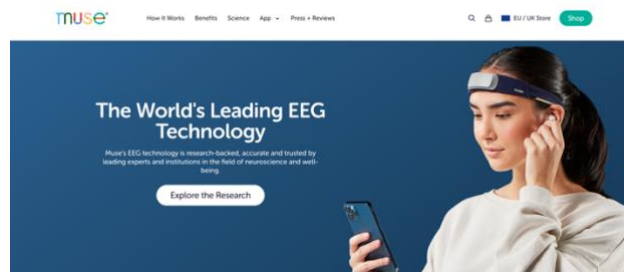 muse
How It Works Benefits Science App Press + Reviews EU / UK Store Shop
The World's Leading EEG
Technology
Muse's EEG technology is research-backed, accurate and trusted by
leading experts and institutions in the field of neuroscience and well-
being.
Explore the Research